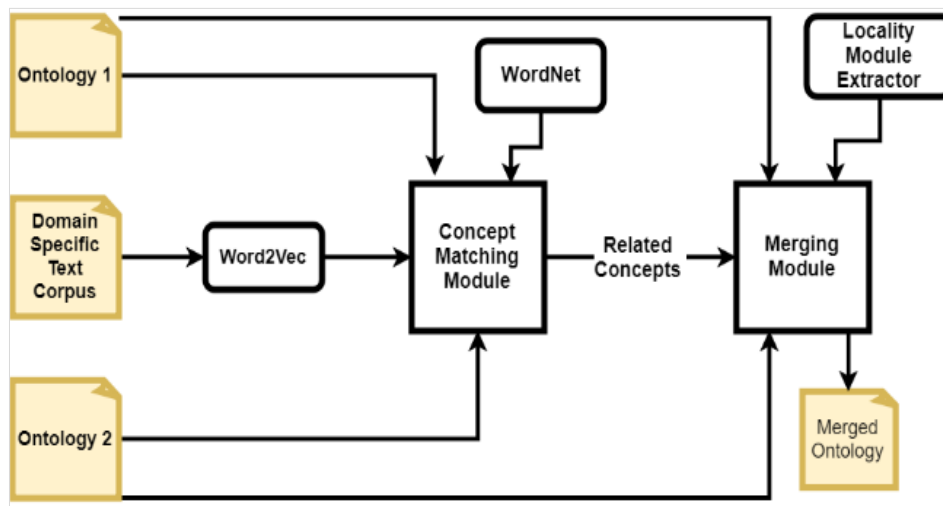 Ontology 1
WordNet
Locality
Module
Extractor
Domain
Specific
Text
Corpus
Word2Vec
Concept
Matching
Module
Related
Concepts
Merging
Module
Ontology 2
Merged
Ontology